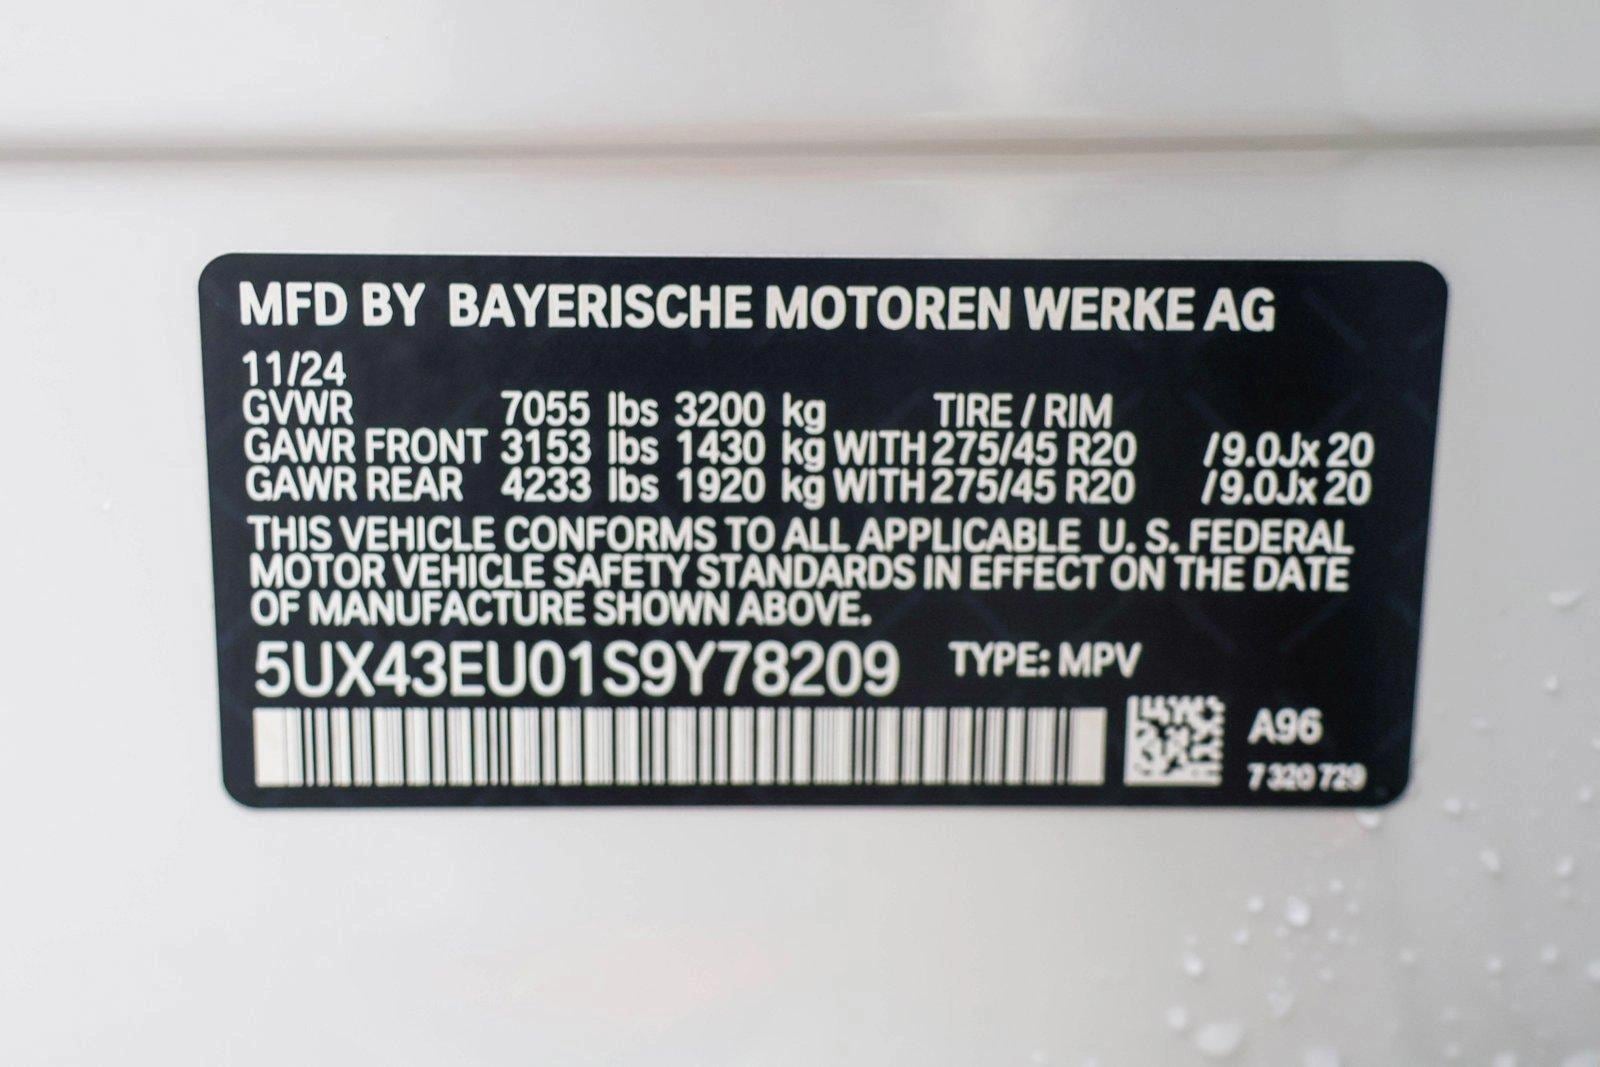 MFD BY BAYERISCHE MOTOREN WERKE AG
11/24
GVWR 7055 lbs 3200 kg TIRE / RIM
GAWR FRONT 3153 lbs 1430 kg WITH 275/45 R20 /9.0Jx 20
GAWR REAR 4233 lbs 1920 kg WITH 275/45 R20 /9.0Jx 20
THIS VEHICLE CONFORMS TO ALL APPLICABLE U. S. FEDERAL
MOTOR VEHICLE SAFETY STANDARDS IN EFFECT ON THE DATE
OF MANUFACTURE SHOWN ABOVE.
5UX43EU01S9Y78209 TYPE: MPV
A96
7 320 729